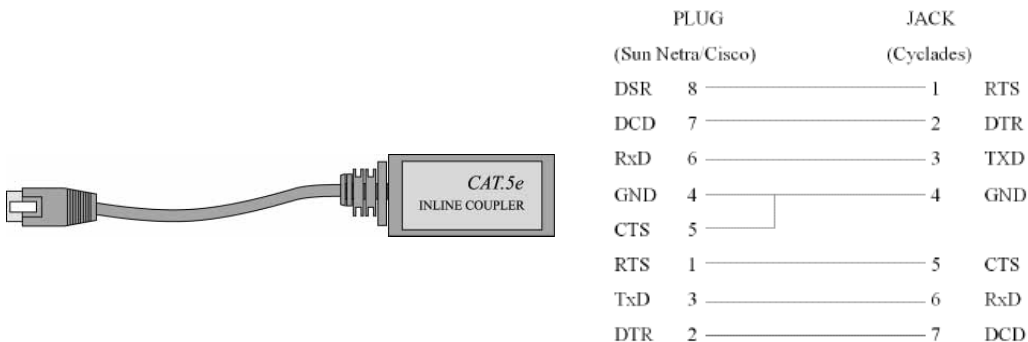 PLUG JACK
(Sun Netra/Cisco) (Cyclades)
DSR 8 1 RTS
DCD 7 2 DTR
RxD 6 3 TXD
GND 4 4 GND
CTS 5
RTS 1 5 CTS
TxD 3 6 RxD
DTR 2 7 DCD
CAT.5e
INLINE COUPLER